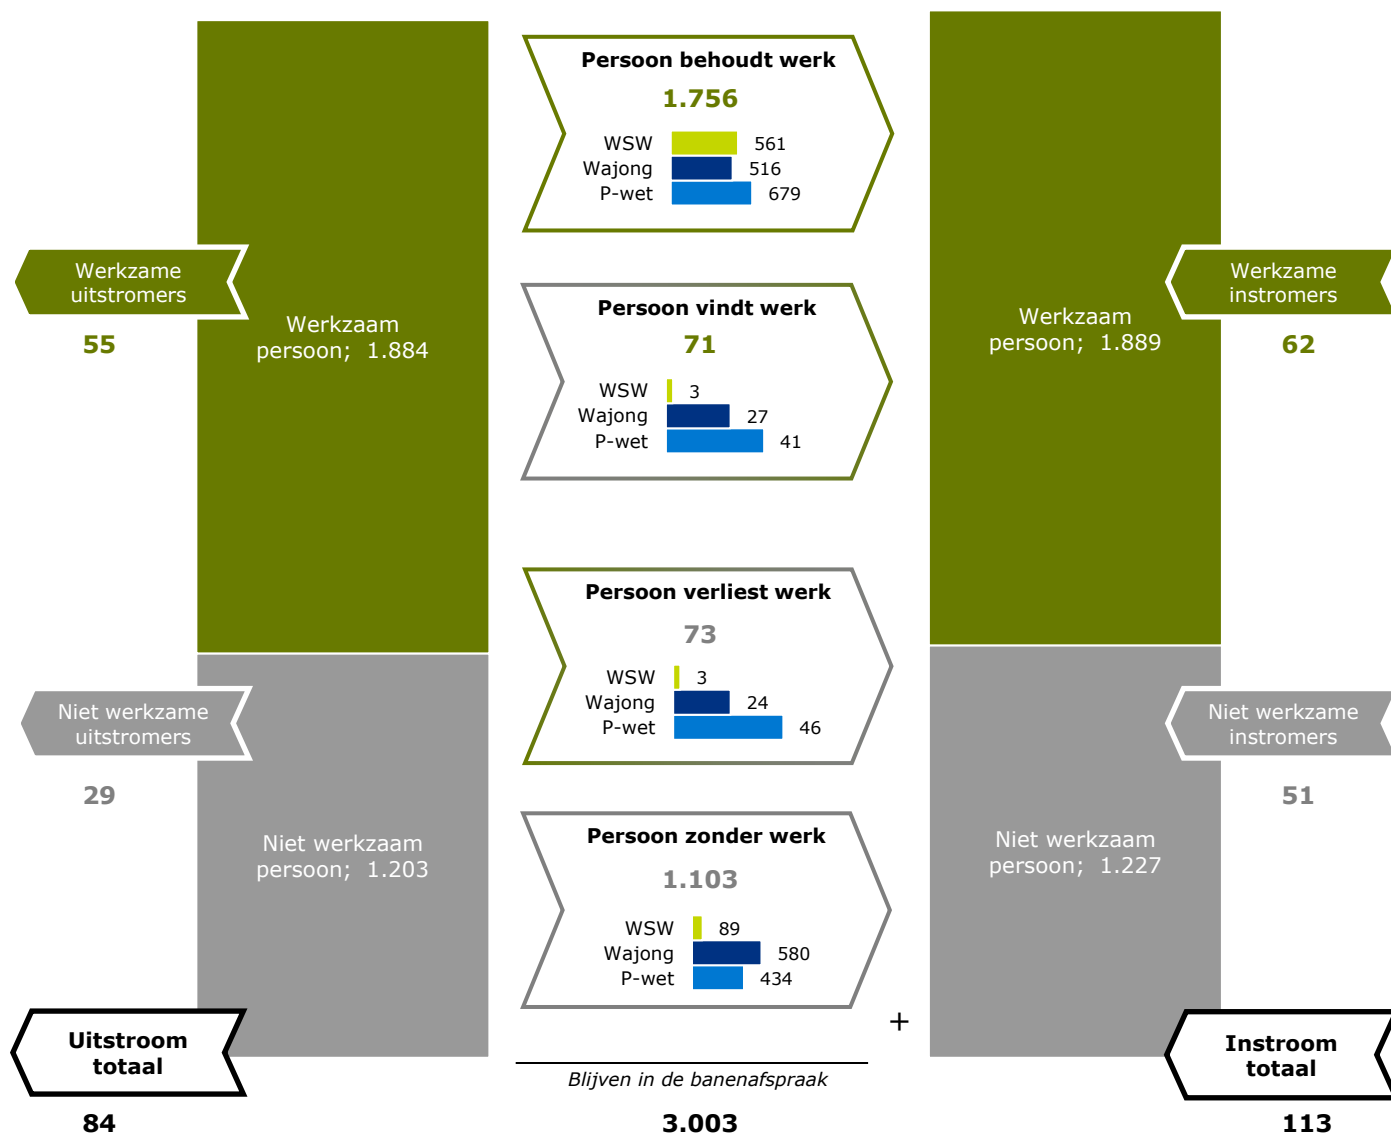 Werkzame
uitstromers
55
Werkzaam
persoon; 1.884
Niet werkzame
uitstromers
29
Niet werkzaam
persoon; 1.203
Uitstroom
totaal
84
Persoon behoudt werk
1.756
WSW 561
Wajong 516
P-wet 679
Persoon vindt werk
71
WSW 3
Wajong 27
P-wet 41
Persoon verliest werk
73
WSW 3
Wajong 24
P-wet 46
Persoon zonder werk
1.103
WSW 89
Wajong 580
P-wet 434
+
Blijven in de banenafspraak
3.003
Werkzaam
persoon; 1.889
Werkzame
instromers
62
Niet werkzame
instromers
51
Niet werkzaam
persoon; 1.227
Instroom
totaal
113